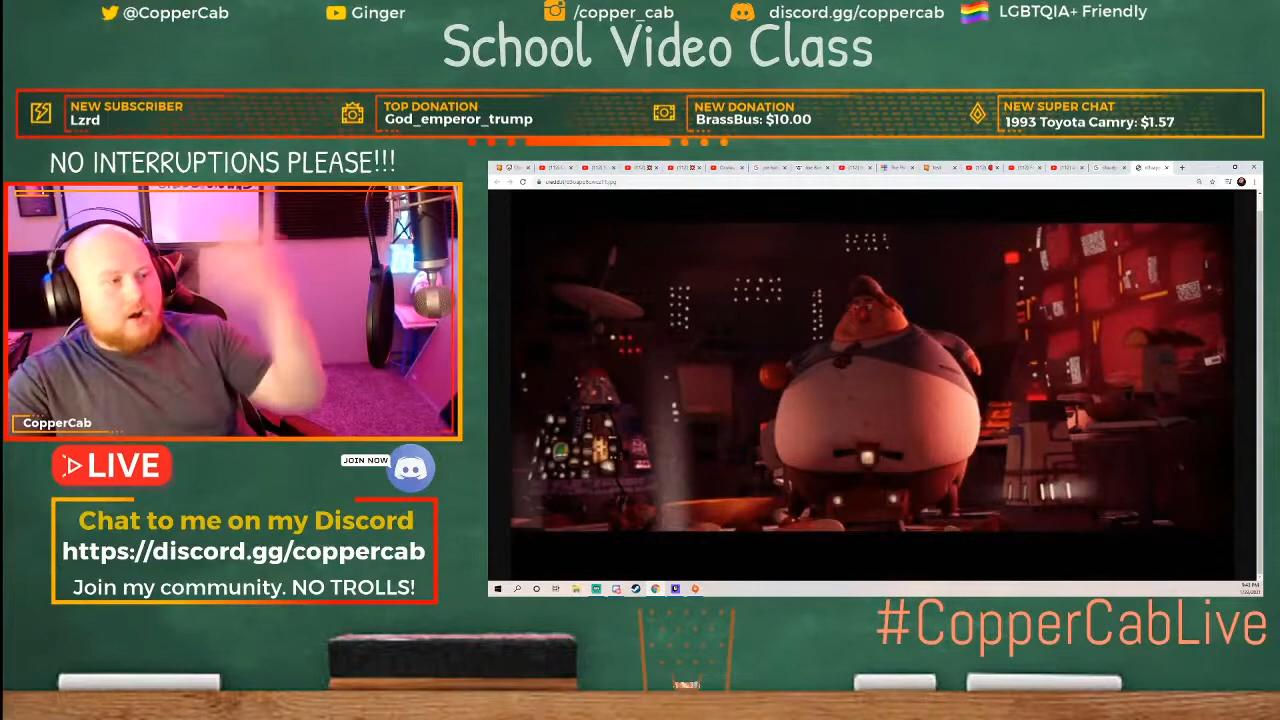 @CopperCab
Ginger
/copper_cab
discord.gg/coppercab
LGBTQIA+ Friendly
School Video Class
NEW SUBSCRIBER
Lzrd
TOP DONATION
God_emperor_trump
NEW DONATION
BrassBus: $10.00
NEW SUPER CHAT
1993 Toyota Camry: $1.57
NO INTERRUPTIONS PLEASE!!!
CopperCab
LIVE
JOIN NOW
Chat to me on my Discord
https://discord.gg/coppercab
Join my community. NO TROLLS!
#CopperCabLive